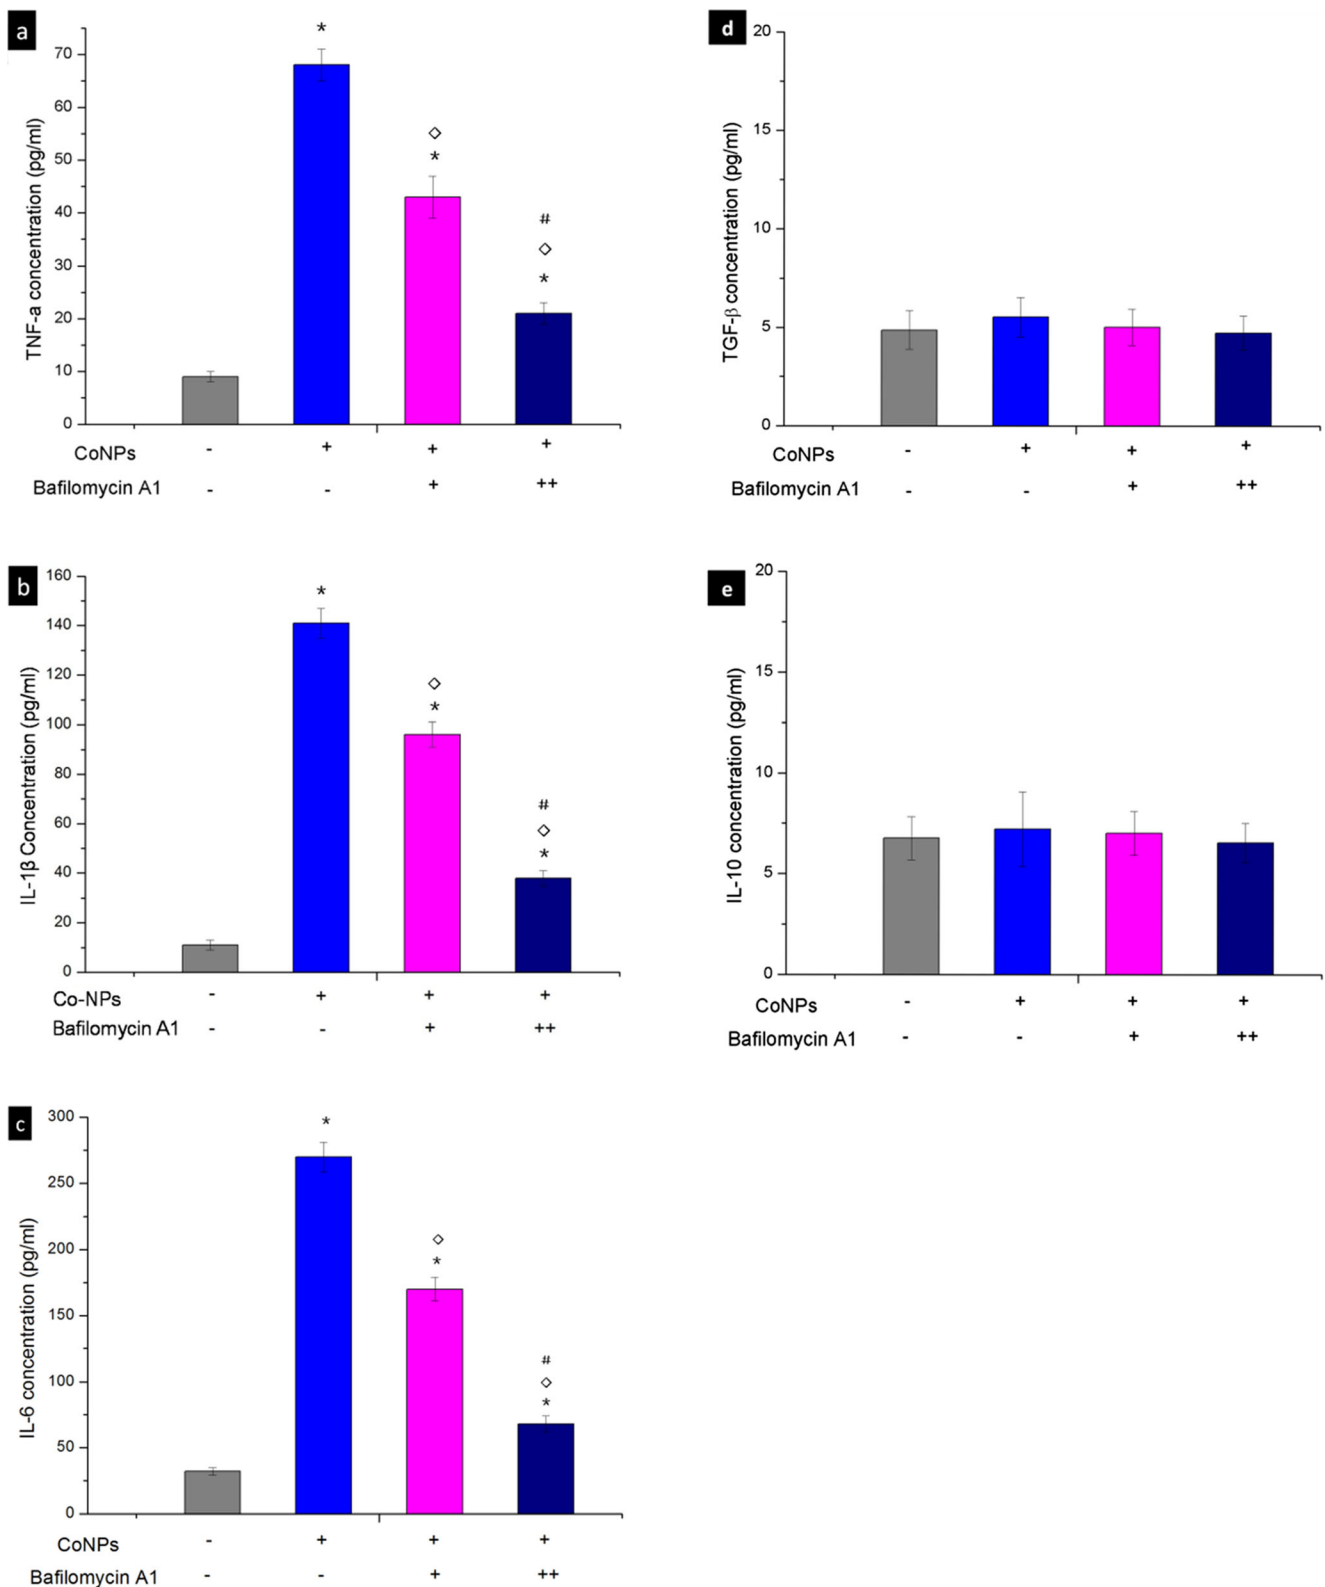 a
*
70
60
50
40
30
20
10
0
TNF-a concentration (pg/ml)
◇
*
#
◇
*
CoNPs - + + +
Bafilomycin A1 - - + ++
d
20
15
10
5
0
TGF-β concentration (pg/ml)
CoNPs - + + +
Bafilomycin A1 - - + ++
b
160
140
120
100
80
60
40
20
0
IL-1β Concentration (pg/ml)
*
◇
*
#
◇
*
Co-NPs - + + +
Bafilomycin A1 - - + ++
e
20
15
10
5
0
IL-10 concentration (pg/ml)
CoNPs - + + +
Bafilomycin A1 - - + ++
c
300
250
200
150
100
50
0
IL-6 concentration (pg/ml)
*
◇
*
#
◇
*
CoNPs - + + +
Bafilomycin A1 - - + ++